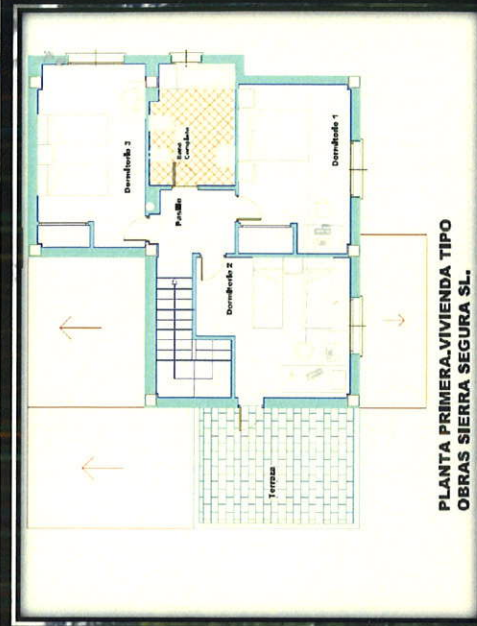 Dormitorio 3
Baño
Completo
Dormitorio 1
Pasillo
Dormitorio 2
Terraza
PLANTA PRIMERA.VIVIENDA TIPO
OBRAS SIERRA SEGURA SL.